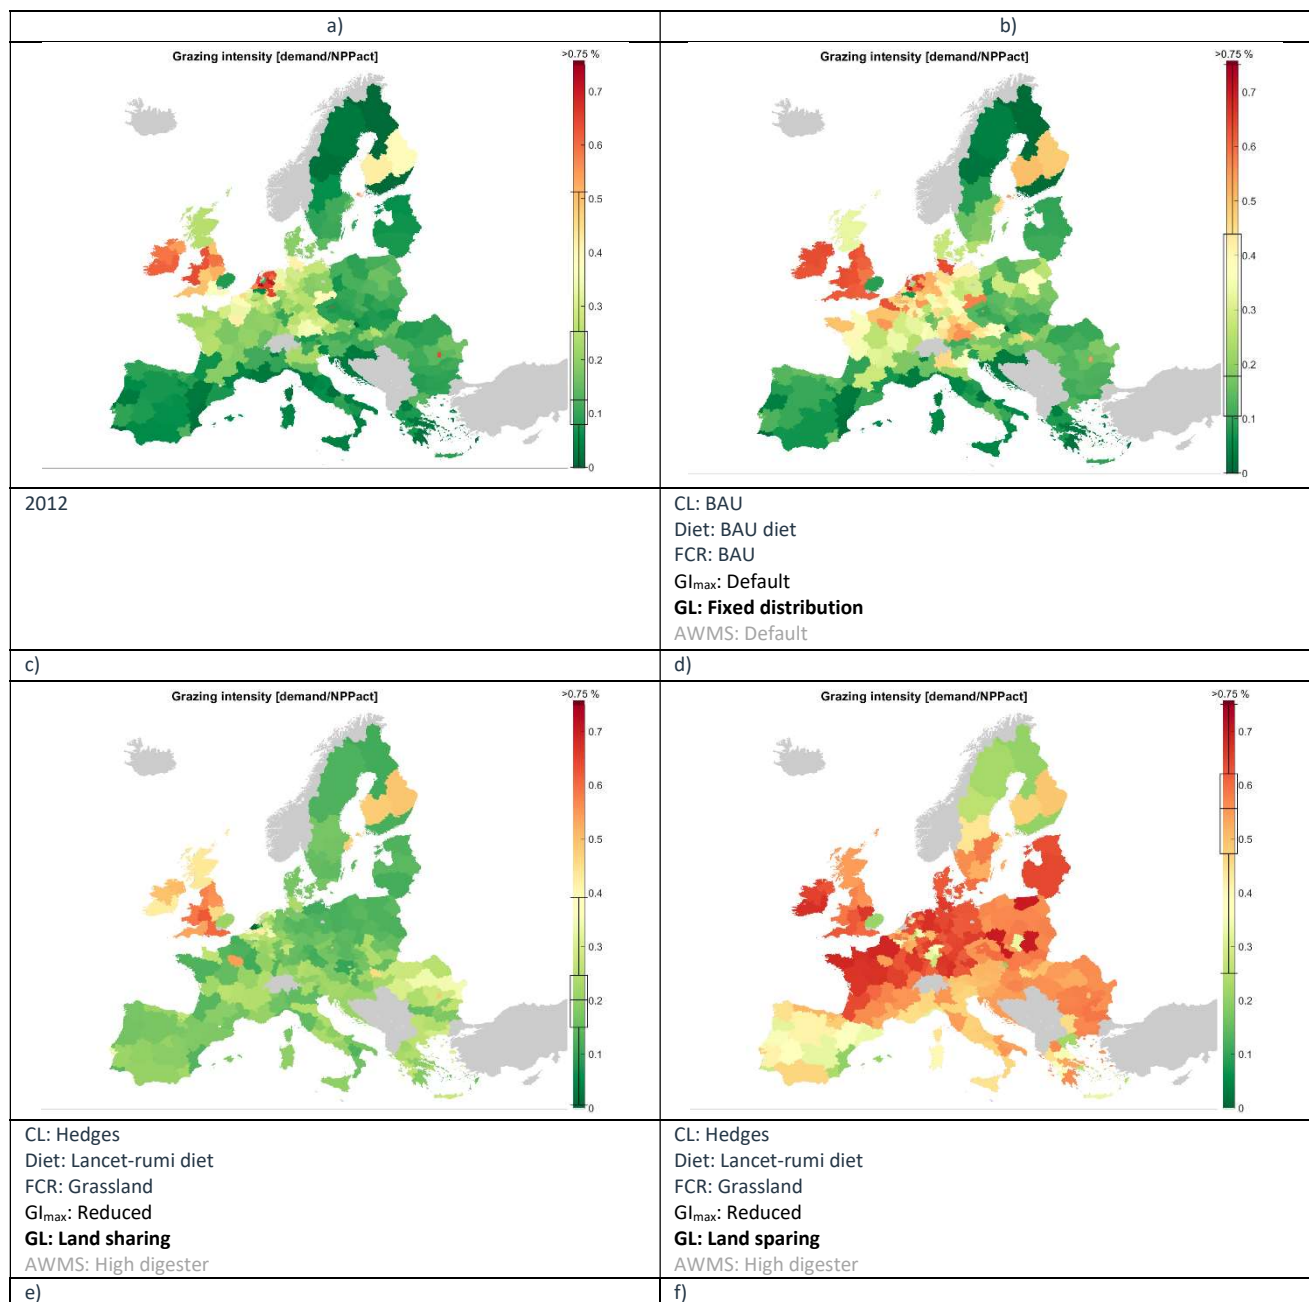 a)
b)
Grazing intensity [demand/NPPact]
>0.75 %
0.7
0.6
0.5
0.4
0.3
0.2
0.1
0
Grazing intensity [demand/NPPact]
>0.75 %
0.7
0.6
0.5
0.4
0.3
0.2
0.1
0
2012
CL: BAU
Diet: BAU diet
FCR: BAU
GImax: Default
GL: Fixed distribution
AWMS: Default
c)
d)
Grazing intensity [demand/NPPact]
>0.75 %
0.7
0.6
0.5
0.4
0.3
0.2
0.1
0
Grazing intensity [demand/NPPact]
>0.75 %
0.7
0.6
0.5
0.4
0.3
0.2
0.1
0
CL: Hedges
Diet: Lancet-rumi diet
FCR: Grassland
GImax: Reduced
GL: Land sharing
AWMS: High digester
CL: Hedges
Diet: Lancet-rumi diet
FCR: Grassland
GImax: Reduced
GL: Land sparing
AWMS: High digester
e)
f)